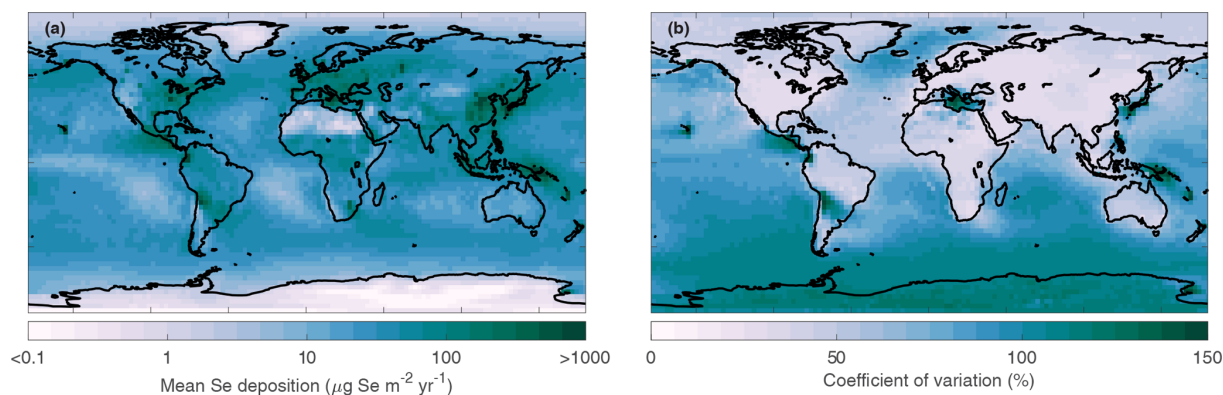 (a)
(b)
<0.1 1 10 100 >1000
Mean Se deposition (μg Se m⁻² yr⁻¹)
0 50 100 150
Coefficient of variation (%)